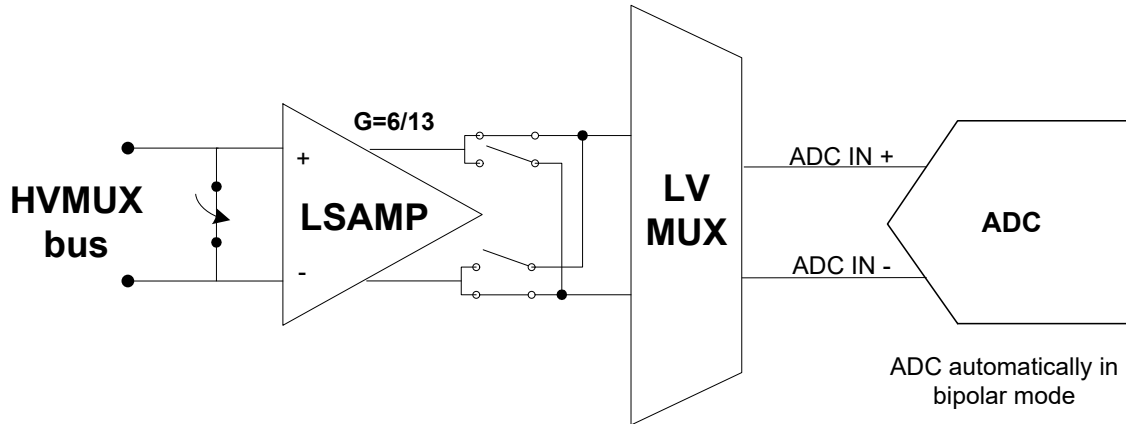 G=6/13
+
HVMUX
bus
LSAMP
-
LV
MUX
ADC IN +
ADC IN -
ADC
ADC automatically in
bipolar mode